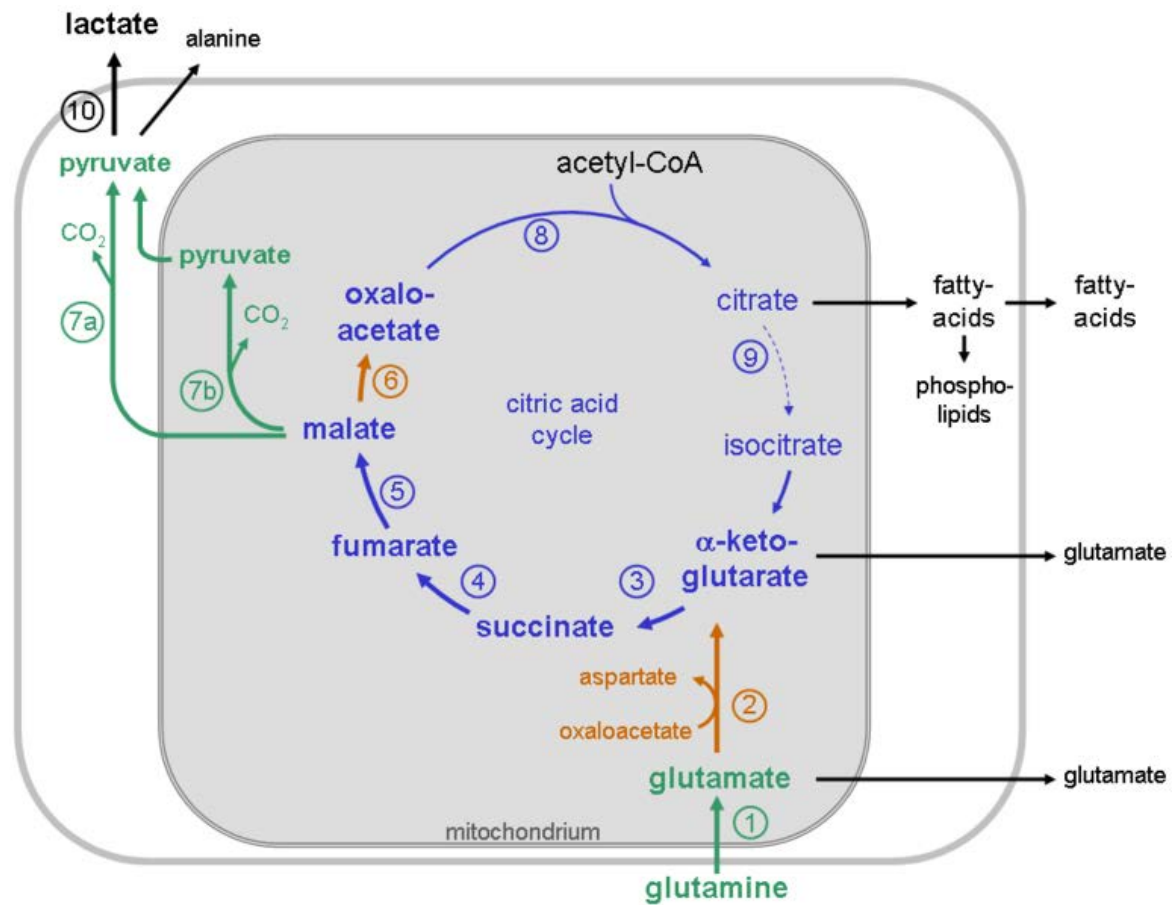 lactate
alanine
10
pyruvate
acetyl-CoA
CO2
8
pyruvate
oxalo-
acetate
citrate
fatty-
acids
fatty-
acids
7a
CO2
9
6
7b
phospho-
lipids
malate
citric acid
cycle
isocitrate
5
fumarate
α-keto-
glutarate
glutamate
4
3
succinate
aspartate
2
oxaloacetate
glutamate
glutamate
mitochondrium
1
glutamine